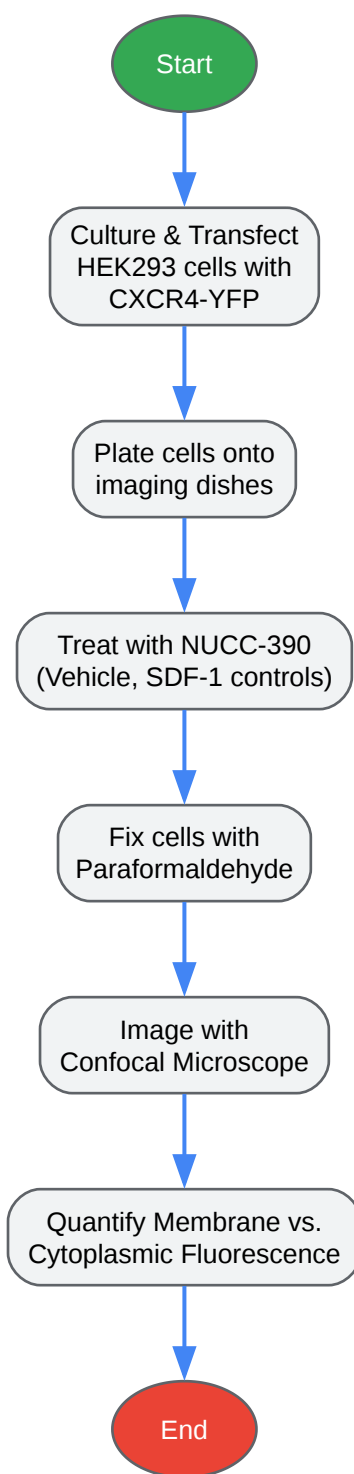 Start
Culture & Transfect
HEK293 cells with
CXCR4-YFP
Plate cells onto
imaging dishes
Treat with NUCC-390
(Vehicle, SDF-1 controls)
Fix cells with
Paraformaldehyde
Image with
Confocal Microscope
Quantify Membrane vs.
Cytoplasmic Fluorescence
End